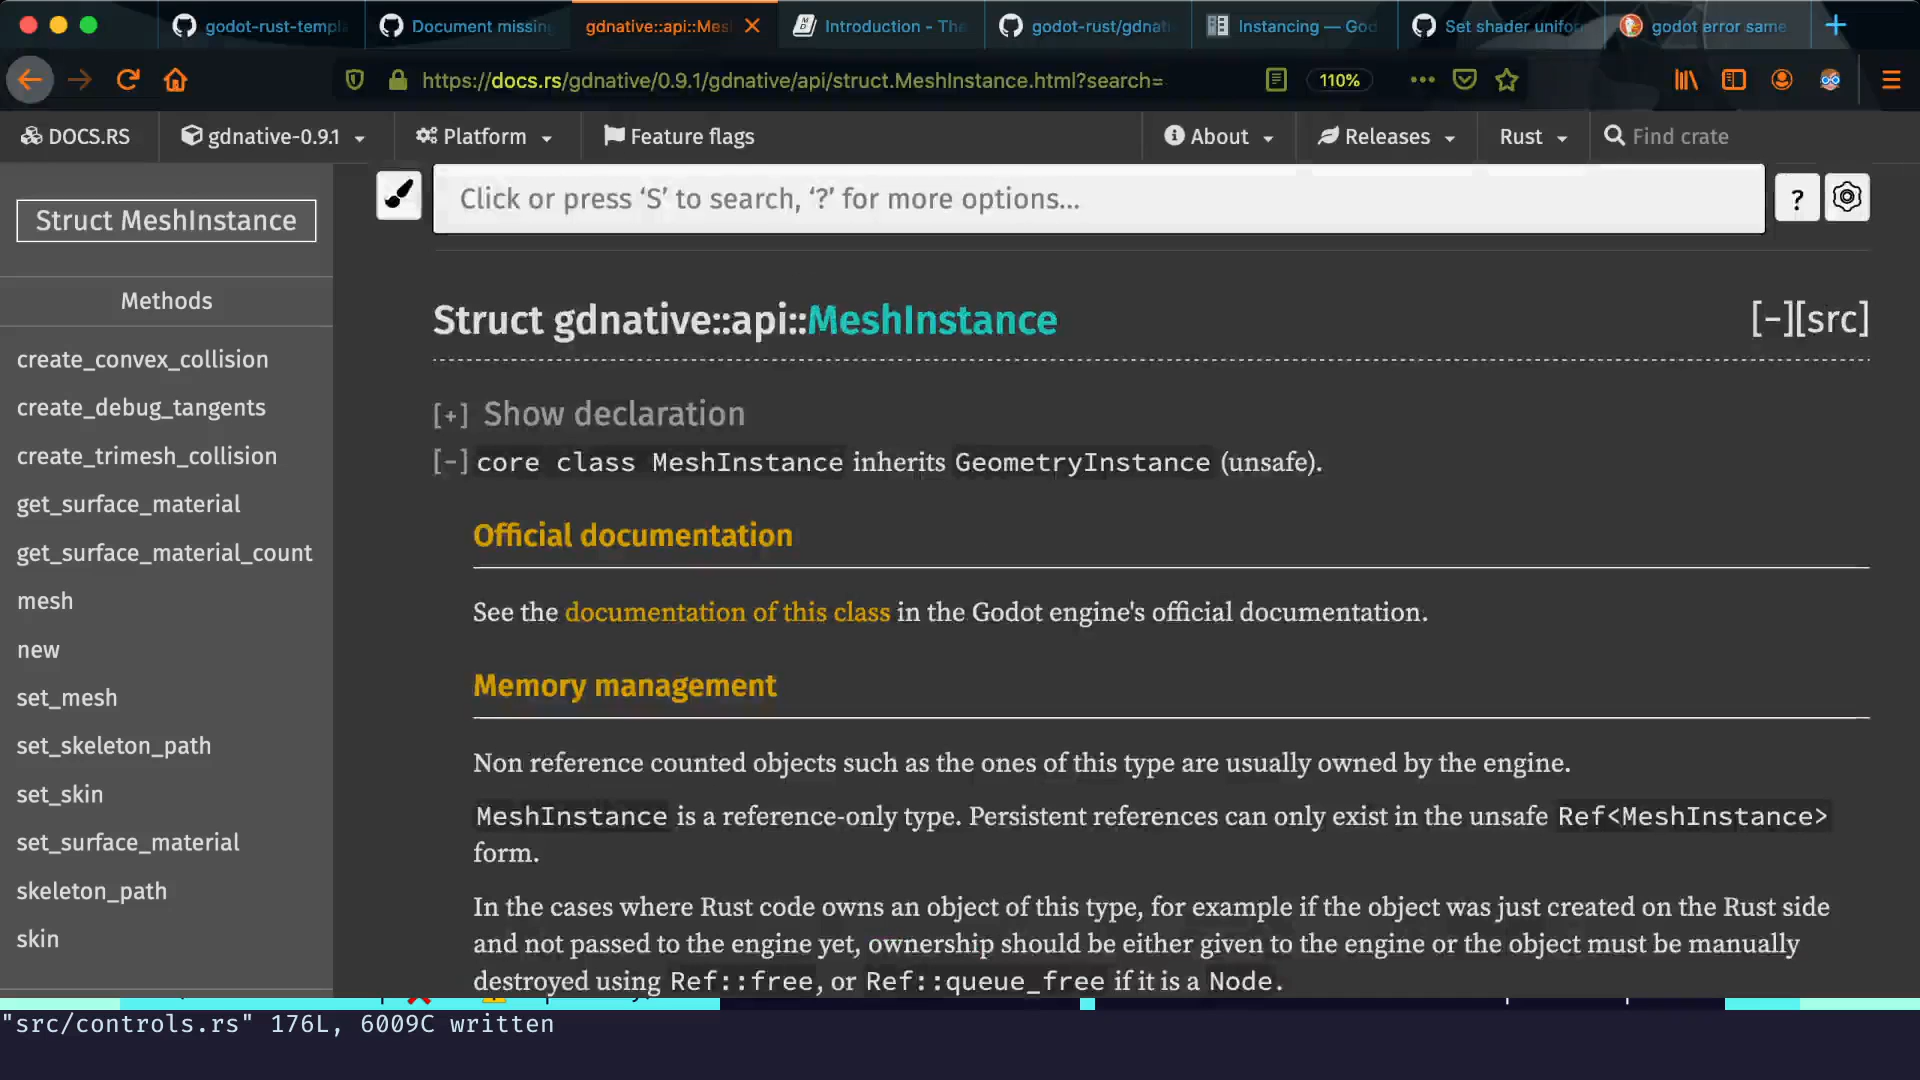 godot-rust-templ
Document missing
gdnative::api::Mes
Introduction - The
godot-rust/gdnat
Instancing — God
Set shader unifo
godot error same
https://docs.rs/gdnative/0.9.1/gdnative/api/struct.MeshInstance.html?search=
110%
DOCS.RS
gdnative-0.9.1
Platform
Feature flags
About
Releases
Rust
Find crate
Click or press ‘S’ to search, ‘?’ for more options...
?
Struct MeshInstance
Methods
create_convex_collision
create_debug_tangents
create_trimesh_collision
get_surface_material
get_surface_material_count
mesh
new
set_mesh
set_skeleton_path
set_skin
set_surface_material
skeleton_path
skin
Struct gdnative::api::MeshInstance
[-][src]
[+] Show declaration
[-] core class MeshInstance inherits GeometryInstance (unsafe).
Official documentation
See the documentation of this class in the Godot engine's official documentation.
Memory management
Non reference counted objects such as the ones of this type are usually owned by the engine.
MeshInstance is a reference-only type. Persistent references can only exist in the unsafe Ref<MeshInstance>
form.
In the cases where Rust code owns an object of this type, for example if the object was just created on the Rust side
and not passed to the engine yet, ownership should be either given to the engine or the object must be manually
destroyed using Ref::free, or Ref::queue_free if it is a Node.
"src/controls.rs" 176L, 6009C written